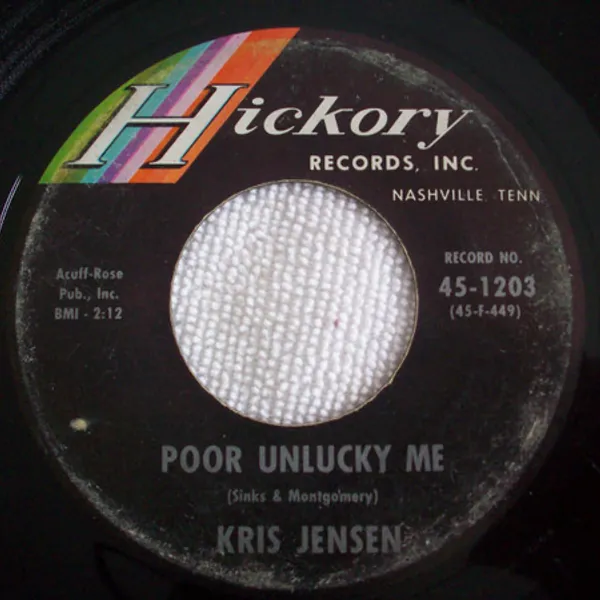 Hickory
RECORDS, INC.
NASHVILLE, TENN
Acuff-Rose
Pub., Inc.
BMI - 2:12
RECORD NO.
45-1203
(45-F-449)
POOR UNLUCKY ME
(Sinks & Montgomery)
KRIS JENSEN